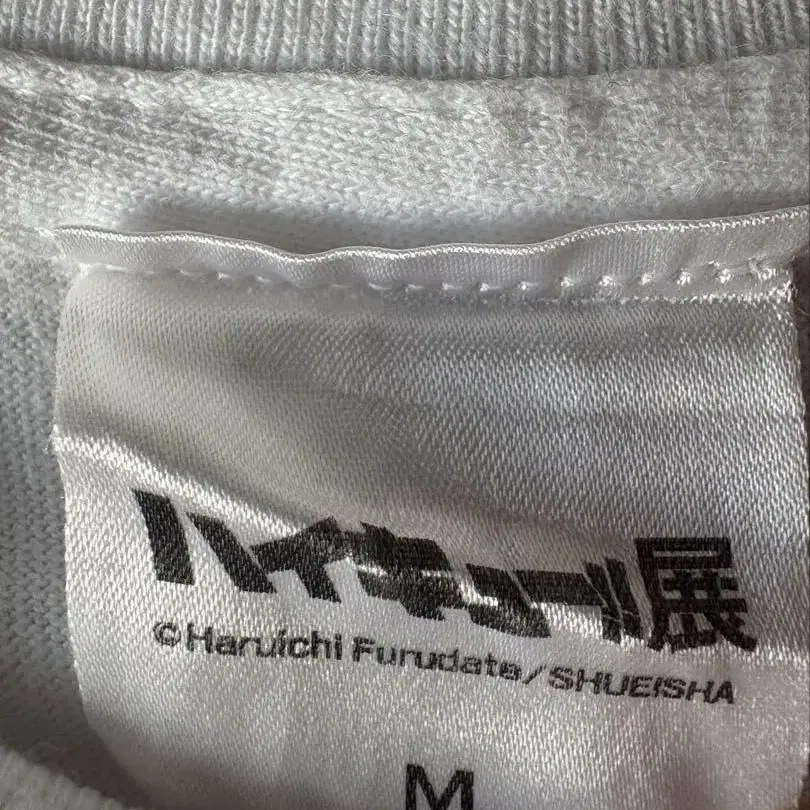 ハイキュー!!展
©Haruichi Furudate/SHUEISHA
M